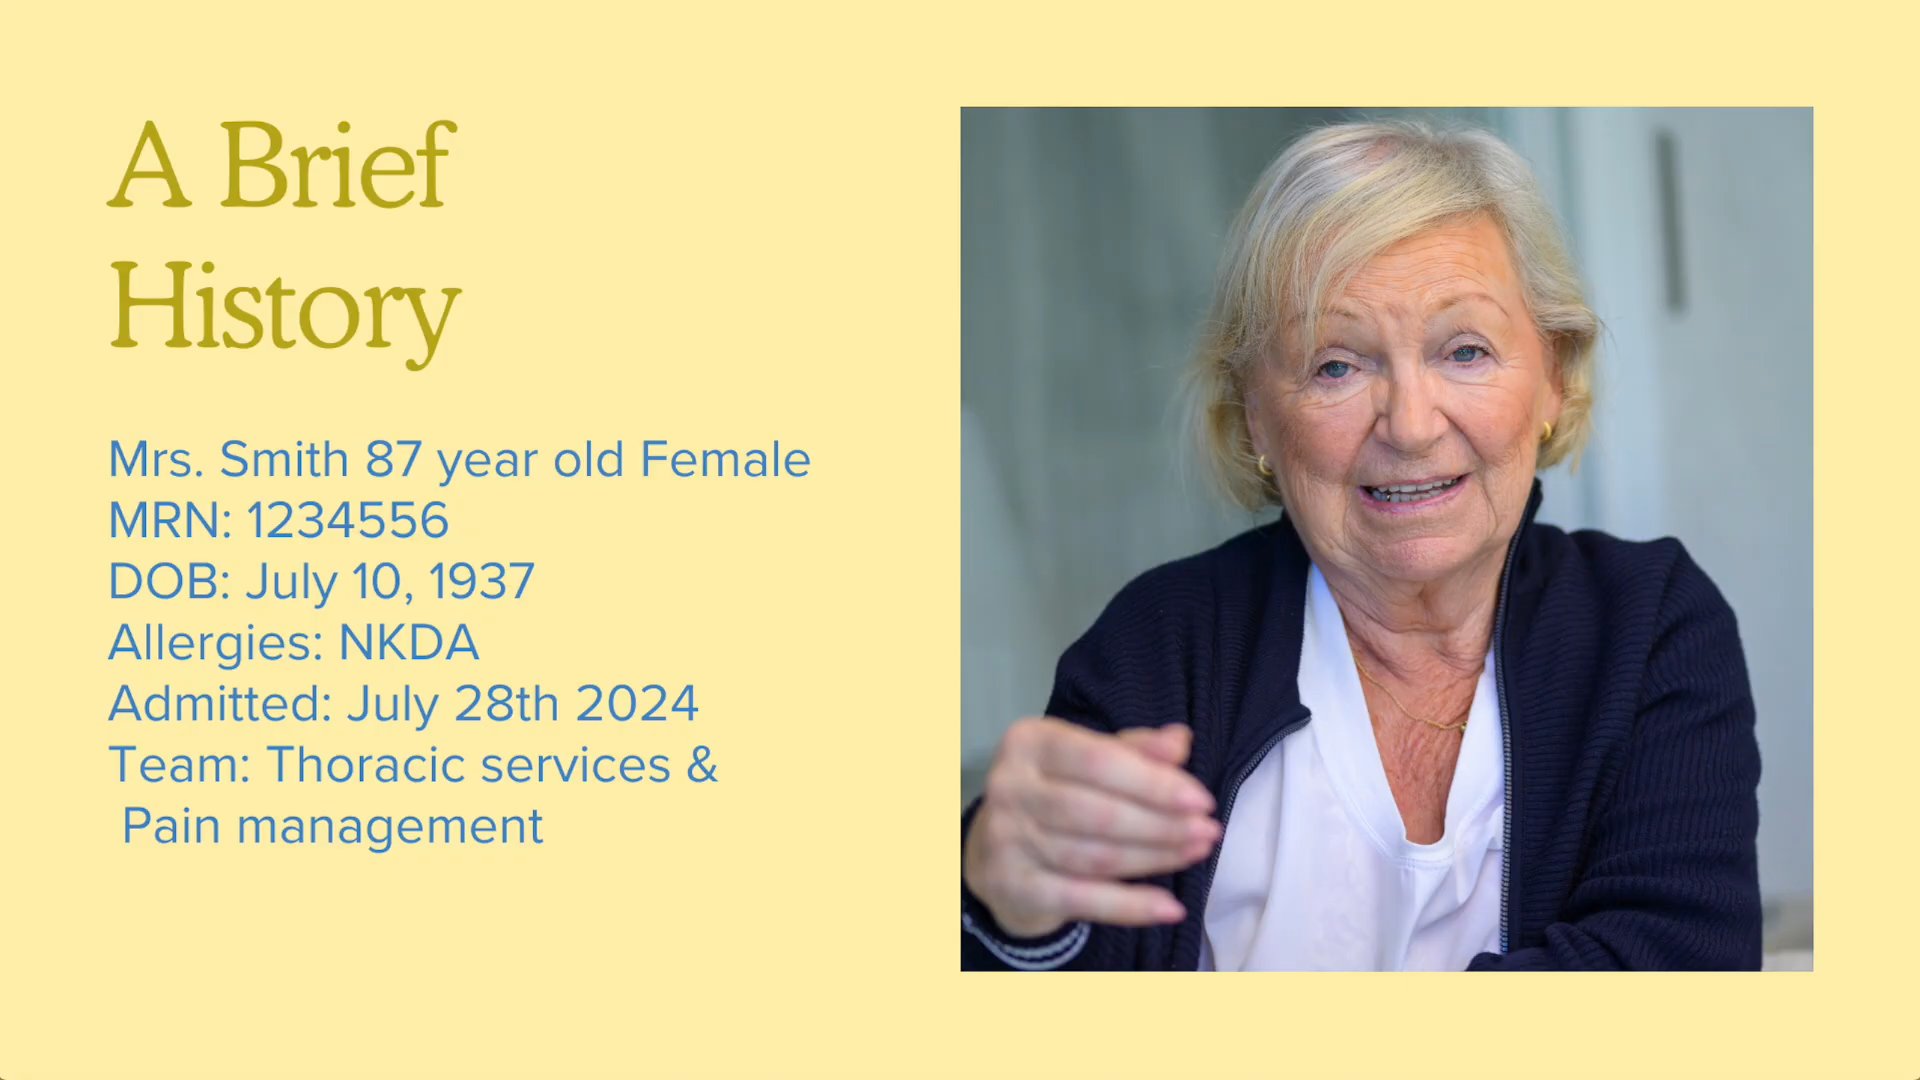 A Brief
History
Mrs. Smith 87 year old Female
MRN: 1234556
DOB: July 10, 1937
Allergies: NKDA
Admitted: July 28th 2024
Team: Thoracic services &
Pain management